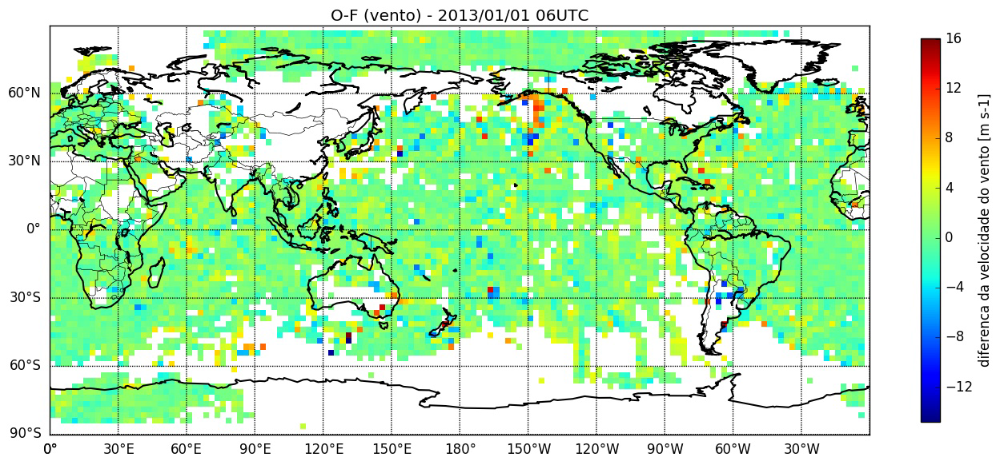 O-F (vento) - 2013/01/01 06UTC
60°N
30°N
0°
30°S
60°S
90°S
0°
30°E
60°E
90°E
120°E
150°E
180°
150°W
120°W
90°W
60°W
30°W
16
12
8
4
0
−4
−8
−12
diferenca da velocidade do vento [m s-1]